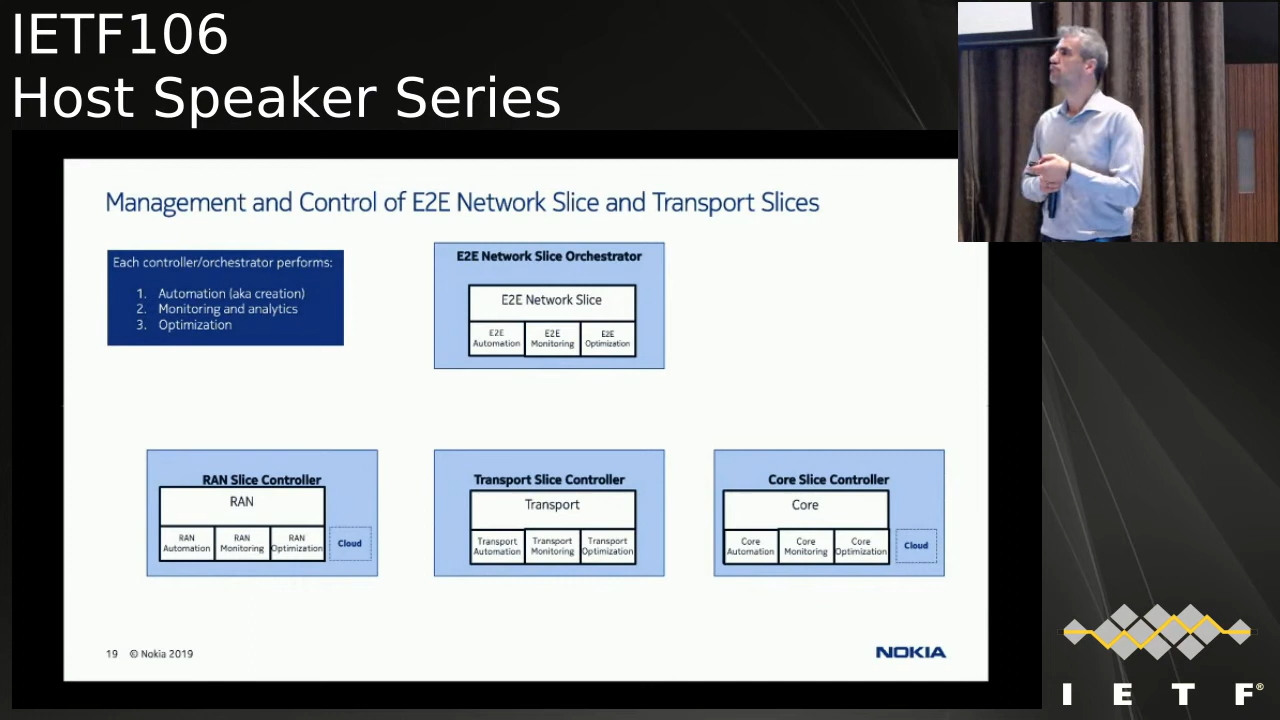 IETF106
Host Speaker Series
Management and Control of E2E Network Slice and Transport Slices
Each controller/orchestrator performs:
1. Automation (aka creation)
2. Monitoring and analytics
3. Optimization
E2E Network Slice Orchestrator
E2E Network Slice
E2E Automation
E2E Monitoring
E2E Optimization
RAN Slice Controller
RAN
RAN Automation
RAN Monitoring
RAN Optimization
Cloud
Transport Slice Controller
Transport
Transport Automation
Transport Monitoring
Transport Optimization
Core Slice Controller
Core
Core Automation
Core Monitoring
Core Optimization
Cloud
19 © Nokia 2019
NOKIA
IETF®